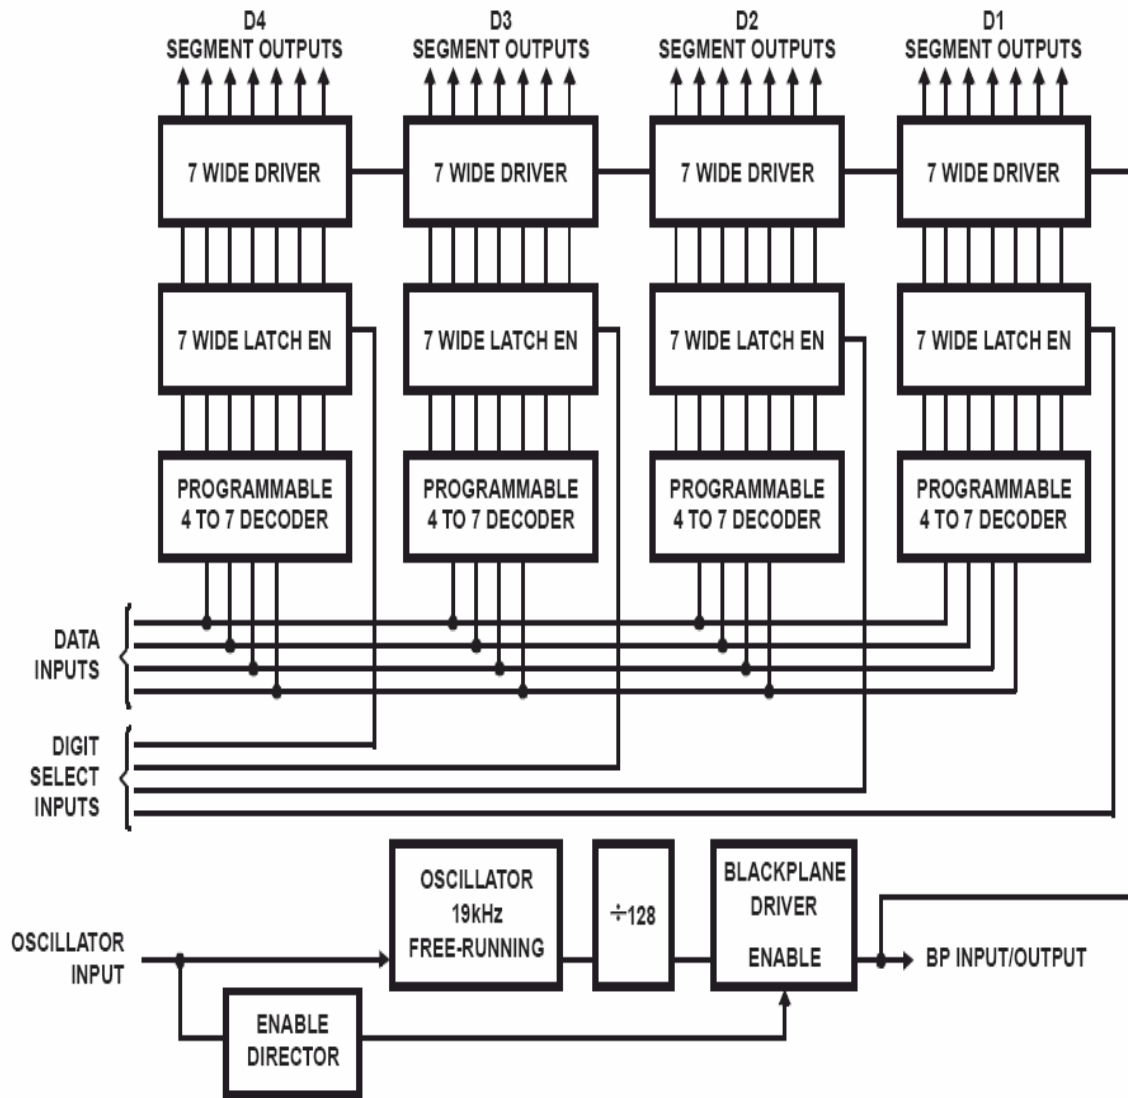 D4
SEGMENT OUTPUTS
D3
SEGMENT OUTPUTS
D2
SEGMENT OUTPUTS
D1
SEGMENT OUTPUTS
7 WIDE DRIVER
7 WIDE DRIVER
7 WIDE DRIVER
7 WIDE DRIVER
7 WIDE LATCH EN
7 WIDE LATCH EN
7 WIDE LATCH EN
7 WIDE LATCH EN
PROGRAMMABLE
4 TO 7 DECODER
PROGRAMMABLE
4 TO 7 DECODER
PROGRAMMABLE
4 TO 7 DECODER
PROGRAMMABLE
4 TO 7 DECODER
DATA
INPUTS
DIGIT
SELECT
INPUTS
OSCILLATOR
INPUT
OSCILLATOR
19kHz
FREE-RUNNING
÷128
BLACKPLANE
DRIVER
ENABLE
BP INPUT/OUTPUT
ENABLE
DIRECTOR